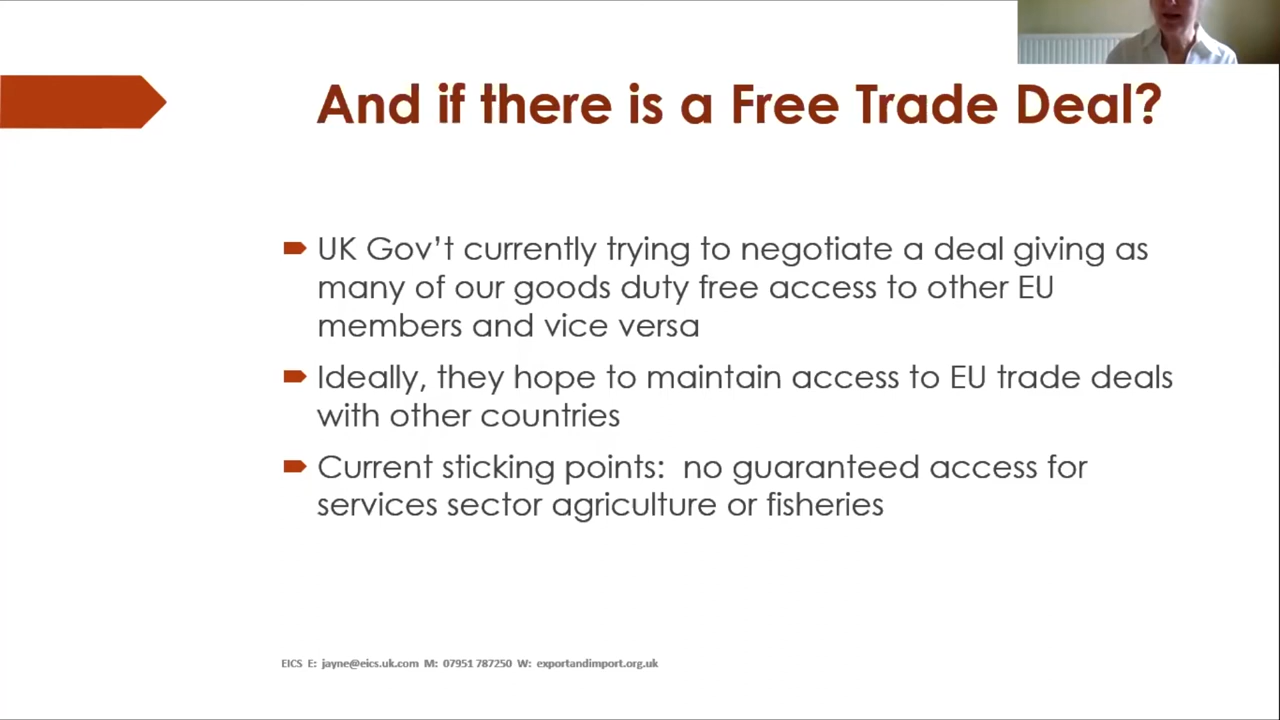 And if there is a Free Trade Deal?
UK Gov't currently trying to negotiate a deal giving as
many of our goods duty free access to other EU
members and vice versa
Ideally, they hope to maintain access to EU trade deals
with other countries
Current sticking points:  no guaranteed access for
services sector agriculture or fisheries
EICS E: jayne@eics.uk.com M: 07951 787250 W: exportandimport.org.uk